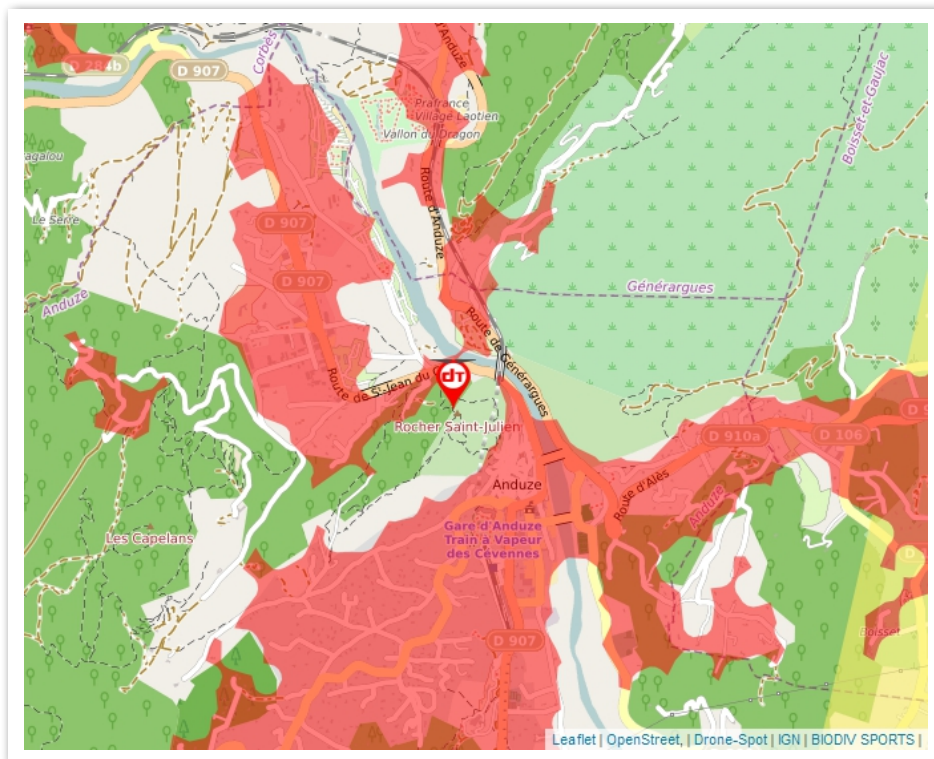 d'Anduze
D 284b
D 907
Corbès
Prafrance
Village Laotien
Vallon du Dragon
Boisset-et-Gaujac
Route d'Anduze
Le Serre
D 907
D 907
Anduze
Générargues
Route de Générargues
Route de St-Jean du
DT
Rocher Saint-Julien
D 910a
D 106
Anduze
Route d'Alès
Anduze
Les Capelans
Gare d'Anduze
Train à Vapeur
des Cévennes
D 907
Boisset
Leaflet | OpenStreet, | Drone-Spot | IGN | BIODIV SPORTS |